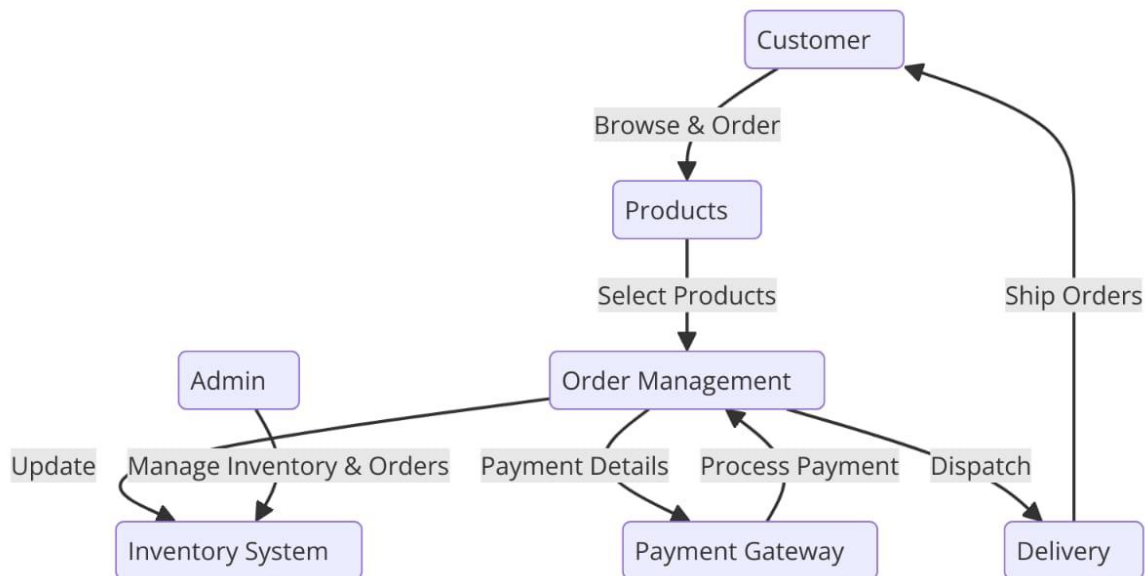 Customer
Browse & Order
Products
Select Products
Ship Orders
Admin
Order Management
Update
Manage Inventory & Orders
Payment Details
Process Payment
Dispatch
Inventory System
Payment Gateway
Delivery